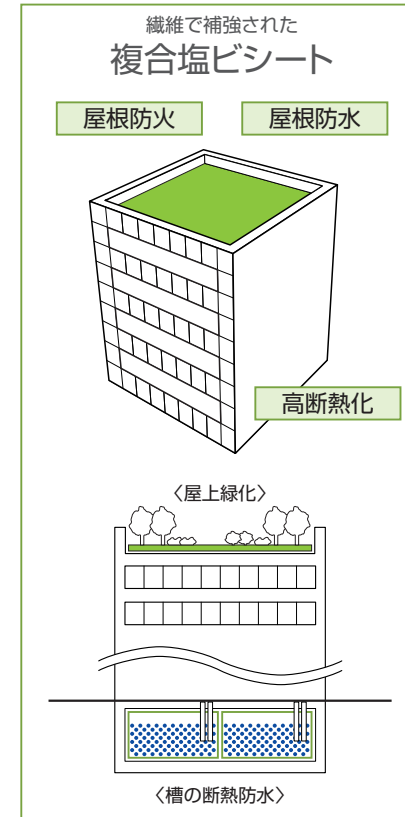 繊維で補強された
複合塩ビシート
屋根防火
屋根防水
高断熱化
〈屋上緑化〉
〈槽の断熱防水〉